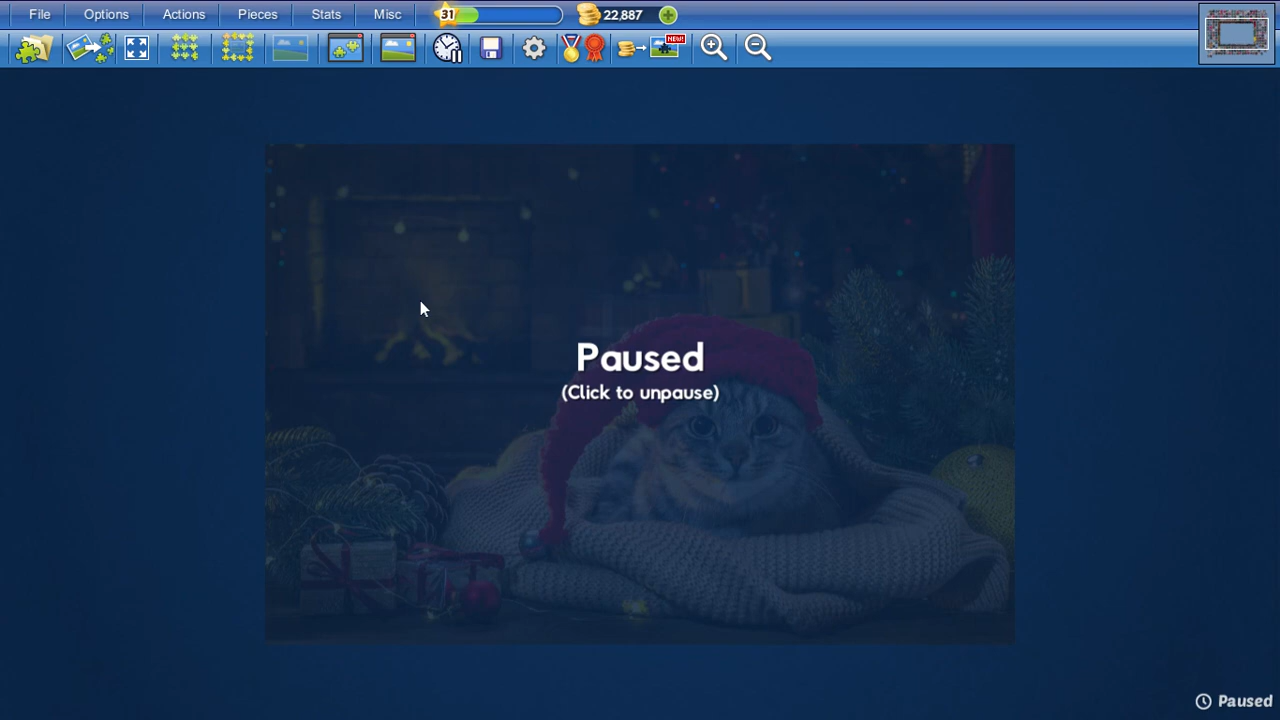 File Options Actions Pieces Stats Misc 31 22,887
NEW!
Paused
(Click to unpause)
Paused